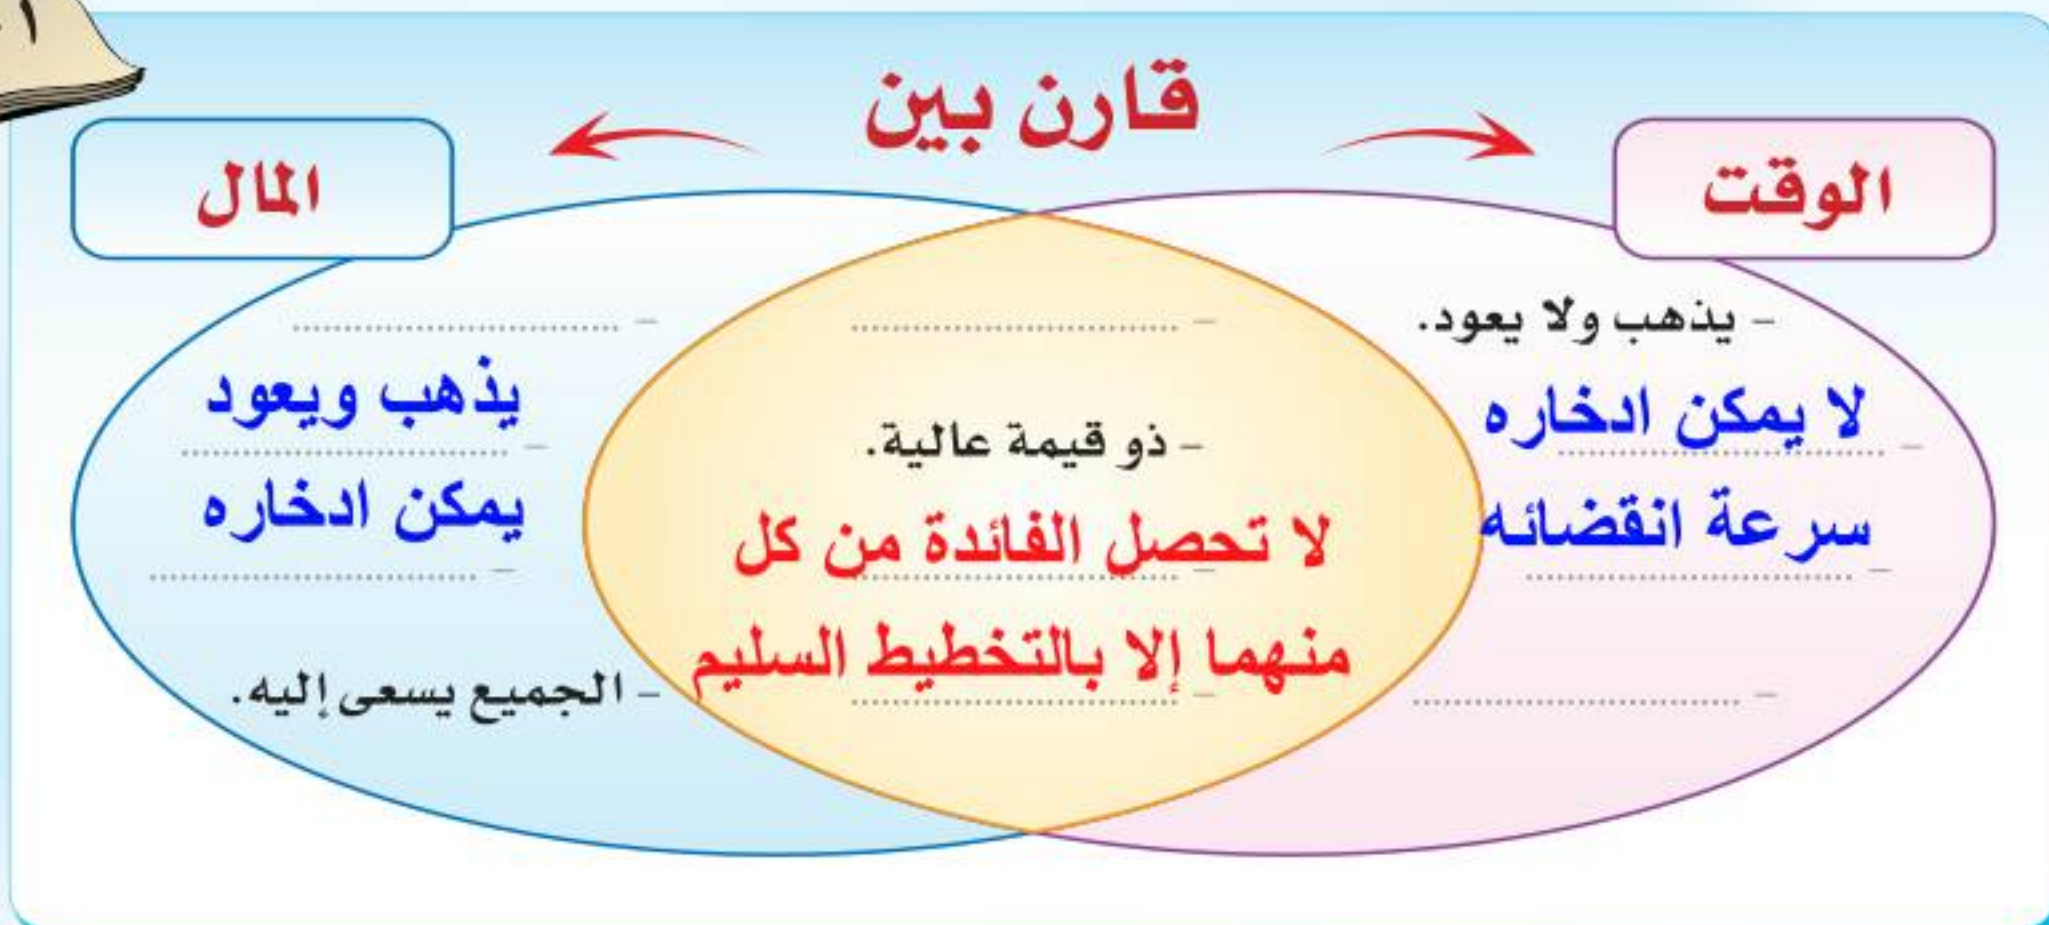 ١
قارن بين
الوقت
المال
- يذهب ولا يعود.
- لا يمكن ادخاره
- سرعة انقضائه
-
-
- ذو قيمة عالية.
- لا تحصل الفائدة من كل
- منهما إلا بالتخطيط السليم
-
- يذهب ويعود
- يمكن ادخاره
- الجميع يسعى إليه.